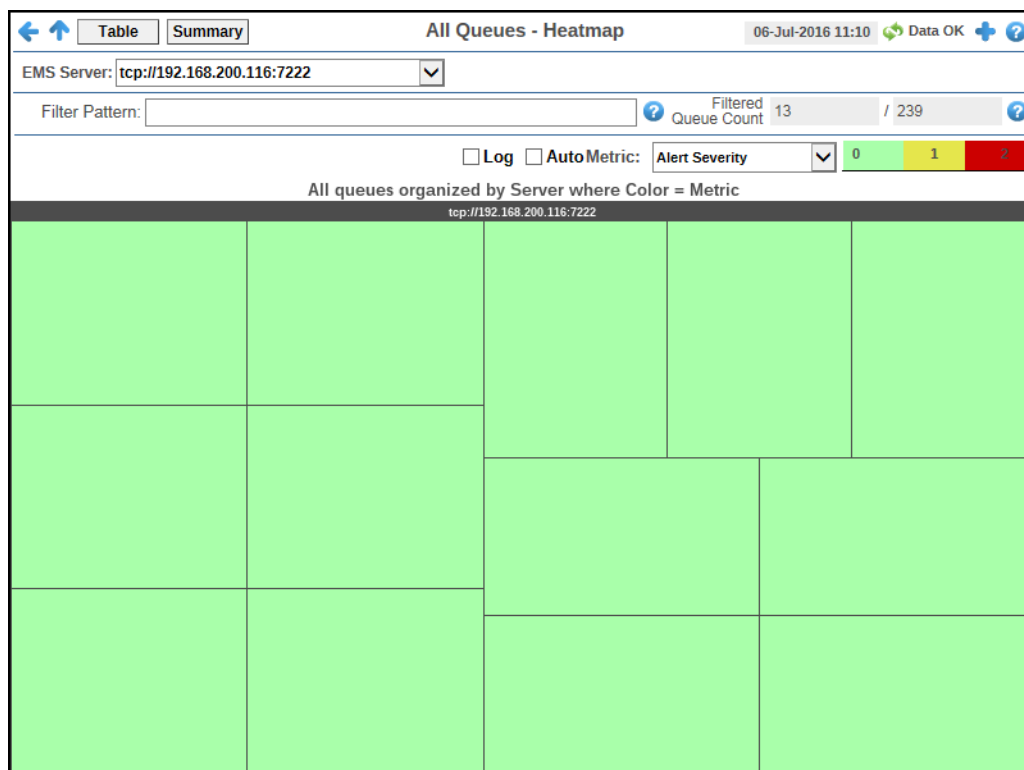 Table Summary All Queues - Heatmap 06-Jul-2016 11:10 Data OK ?
EMS Server: tcp://192.168.200.116:7222
Filter Pattern: ? Filtered Queue Count 13 / 239 ?
Log Auto Metric: Alert Severity 0 1 2
All queues organized by Server where Color = Metric
tcp://192.168.200.116:7222